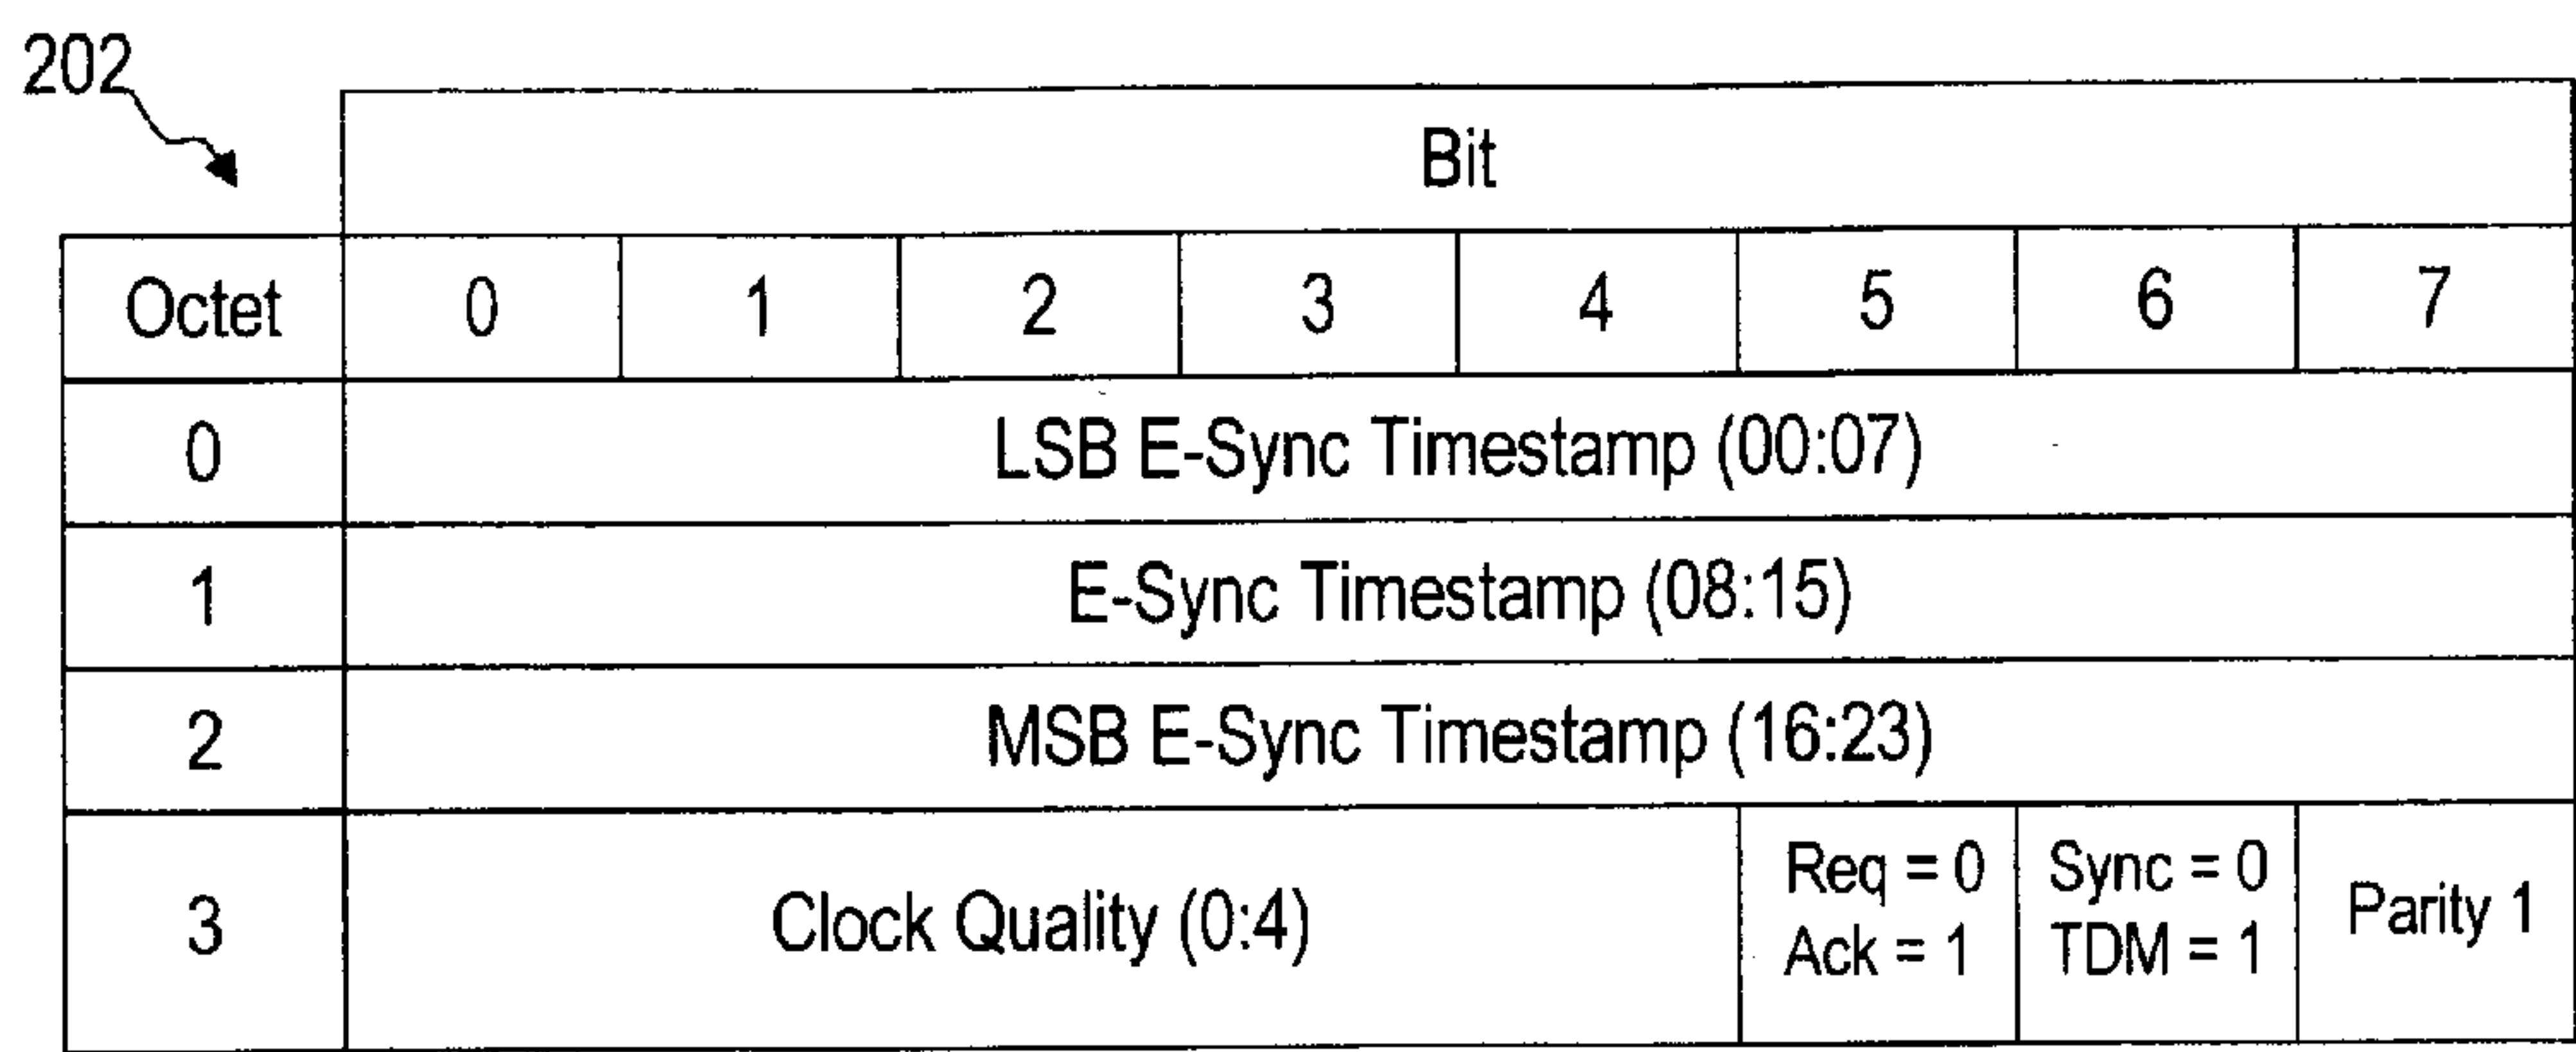 202
Bit
Octet 0 1 2 3 4 5 6 7
0 LSB E-Sync Timestamp (00:07)
1 E-Sync Timestamp (08:15)
2 MSB E-Sync Timestamp (16:23)
3 Clock Quality (0:4) Req = 0 Sync = 0 Parity 1
Ack = 1 TDM = 1